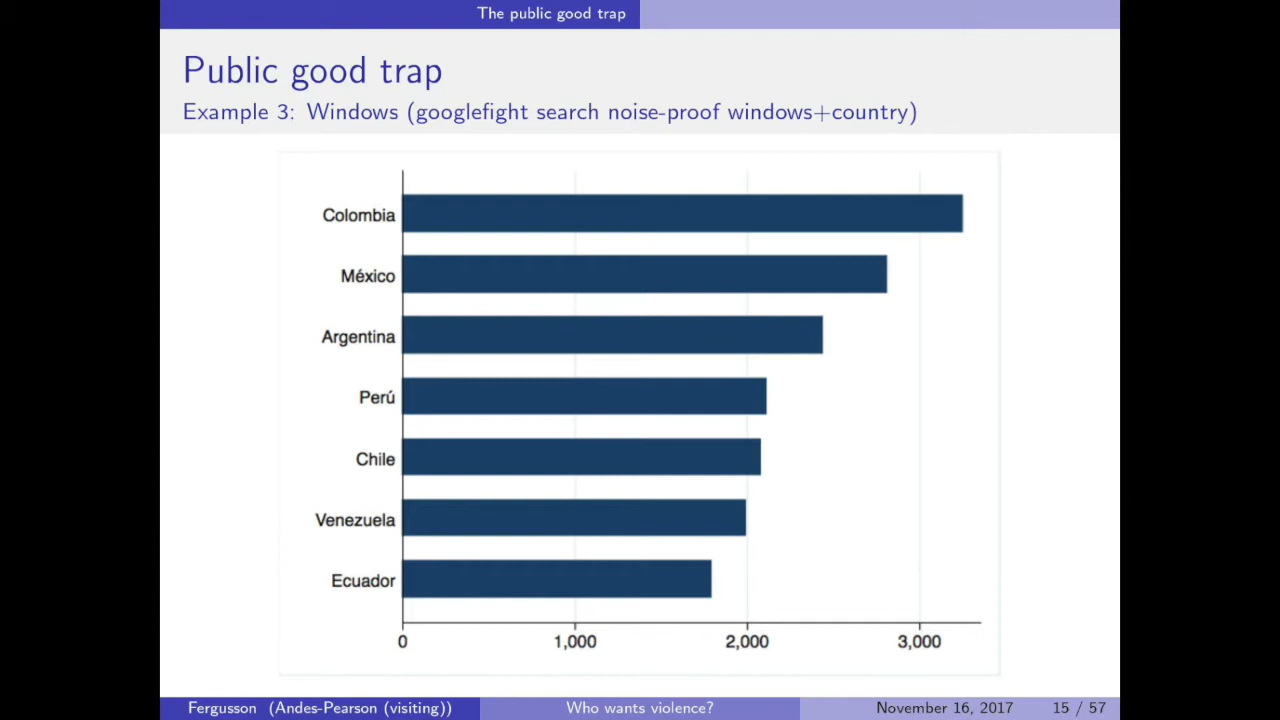 The public good trap
Public good trap
Example 3: Windows (googlefight search noise-proof windows+country)
Colombia
México
Argentina
Perú
Chile
Venezuela
Ecuador
0 1,000 2,000 3,000
Fergusson (Andes-Pearson (visiting)) Who wants violence? November 16, 2017 15 / 57